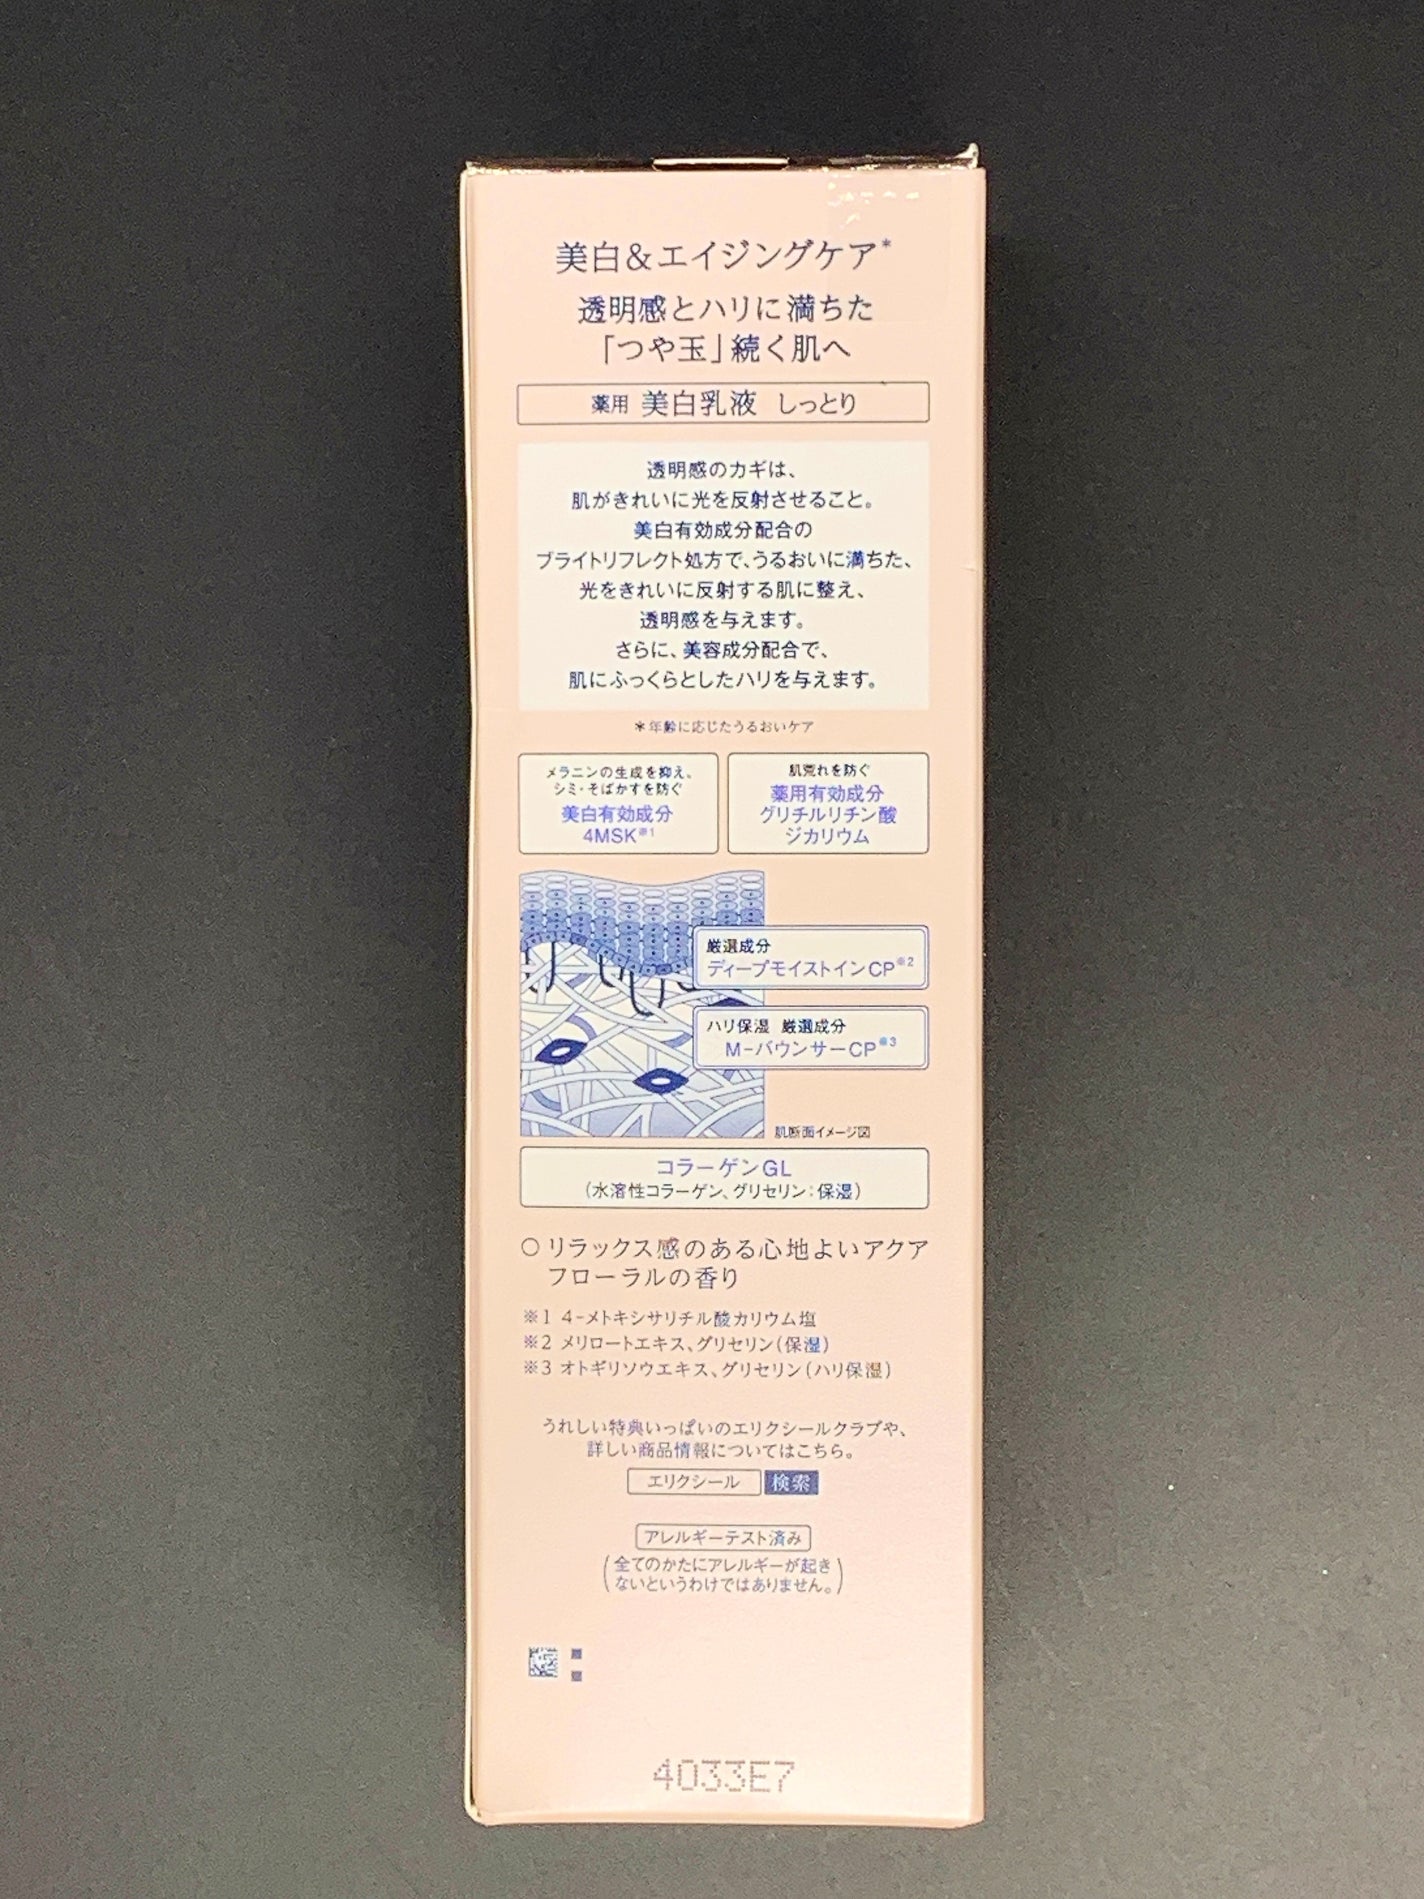 美白&エイジングケア*
透明感とハリに満ちた
「つや玉」続く肌へ
薬用 美白乳液 しっとり
透明感のカギは、
肌がきれいに光を反射させること。
美白有効成分配合の
ブライトリフレクト処方で、うるおいに満ちた、
光をきれいに反射する肌に整え、
透明感を与えます。
さらに、美容成分配合で、
肌にふっくらとしたハリを与えます。
*年齢に応じたうるおいケア
メラニンの生成を抑え、
シミ・そばかすを防ぐ
美白有効成分
4MSK※1
肌荒れを防ぐ
薬用有効成分
グリチルリチン酸
ジカリウム
厳選成分
ディープモイストインCP※2
ハリ保湿 厳選成分
M-バウンサーCP※3
肌断面イメージ図
コラーゲンGL
(水溶性コラーゲン、グリセリン:保湿)
○リラックス感のある心地よいアクア
フローラルの香り
※1 4-メトキシサリチル酸カリウム塩
※2 メリロートエキス、グリセリン(保湿)
※3 オトギリソウエキス、グリセリン(ハリ保湿)
うれしい特典いっぱいのエリクシールクラブや、
詳しい商品情報についてはこちら。
エリクシール 検索
アレルギーテスト済み
(全てのかたにアレルギーが起き
ないというわけではありません。)
4033E7